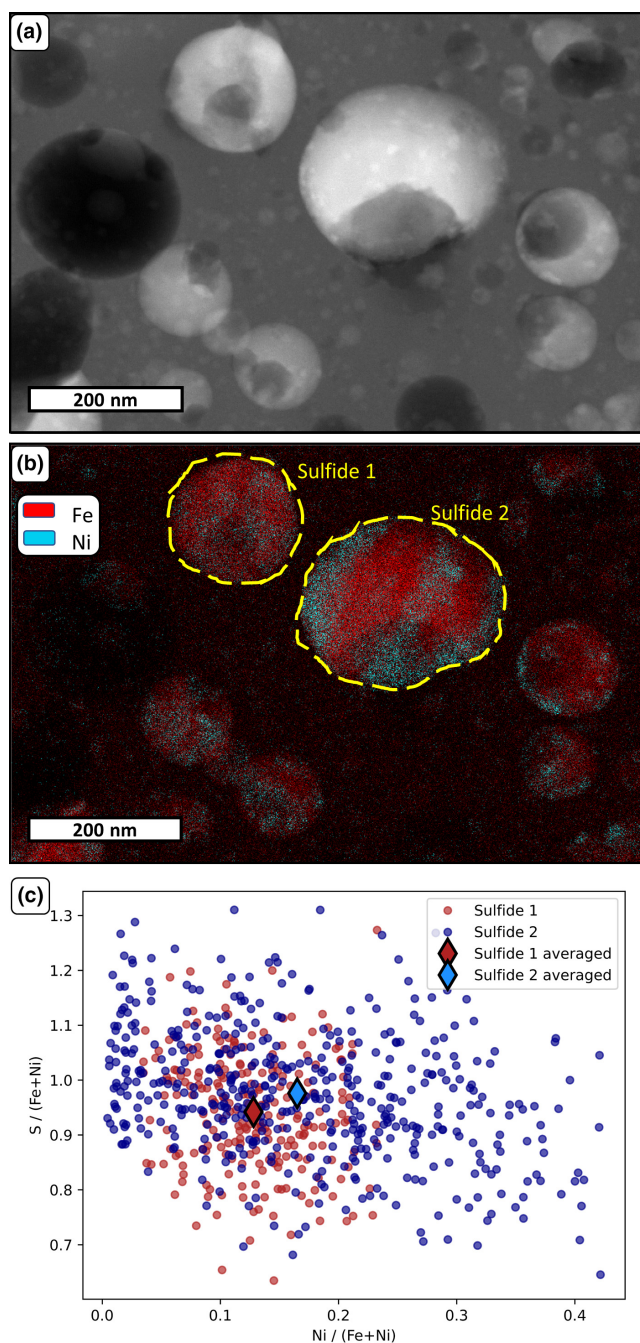 (a)
200 nm
(b)
Sulfide 1
Sulfide 2
Fe
Ni
200 nm
(c)
1.3
1.2
1.1
1.0
0.9
0.8
0.7
S / (Fe+Ni)
Sulfide 1
Sulfide 2
Sulfide 1 averaged
Sulfide 2 averaged
0.0 0.1 0.2 0.3 0.4
Ni / (Fe+Ni)